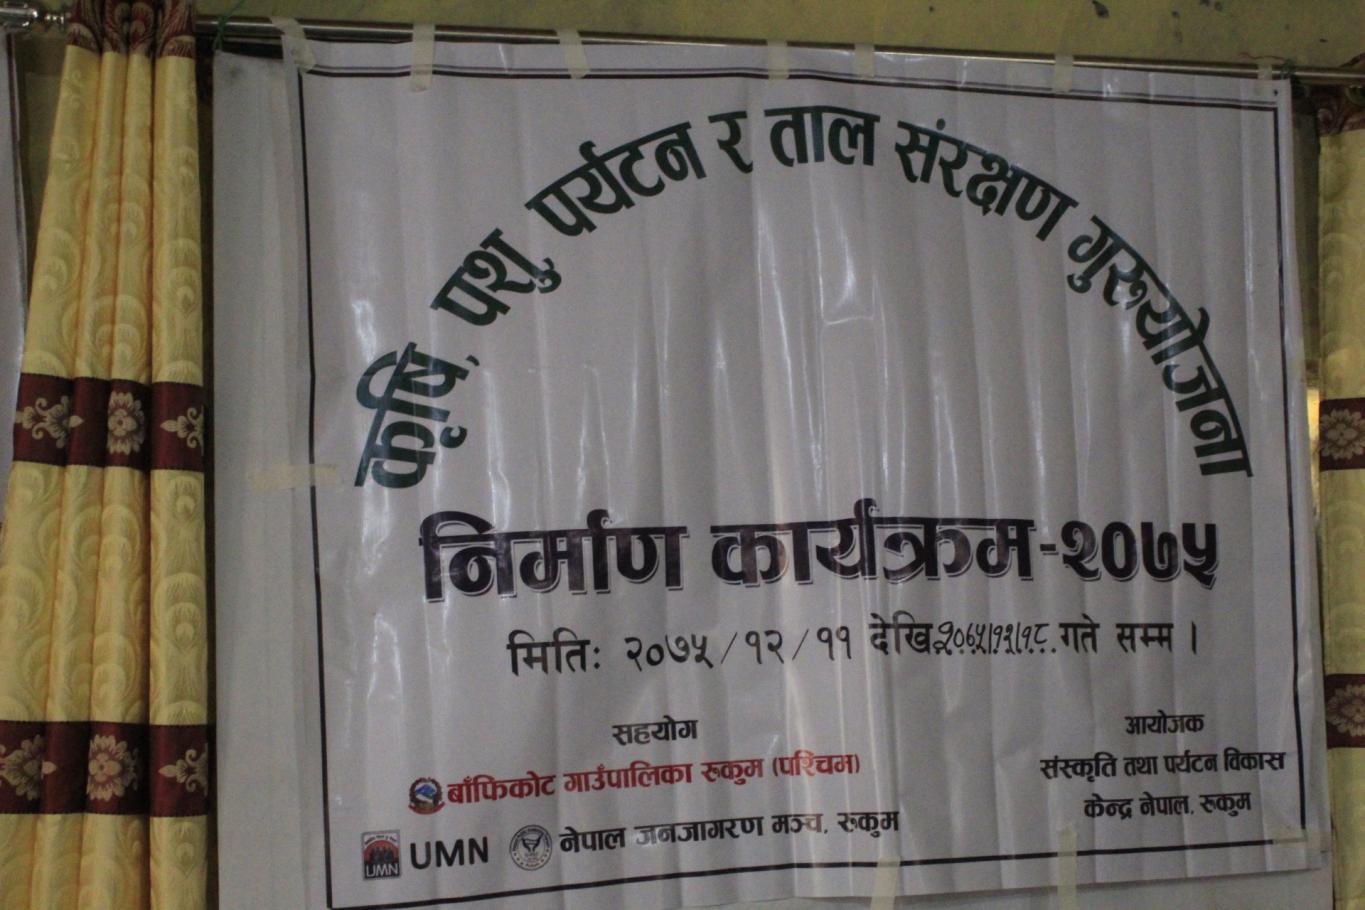 कृषि, पशु, पर्यटन र ताल संरक्षण गुरुयोजना
निर्माण कार्यक्रम-२०७५
मितिः २०७५/१२/११ देखि २०७५/१२/१८ गते सम्म ।
सहयोग
बाँफिकोट गाउँपालिका रुकुम (पश्चिम)
UMN
UMN
नेपाल जनजागरण मञ्च, रुकुम
आयोजक
संस्कृति तथा पर्यटन विकास
केन्द्र नेपाल, रुकुम